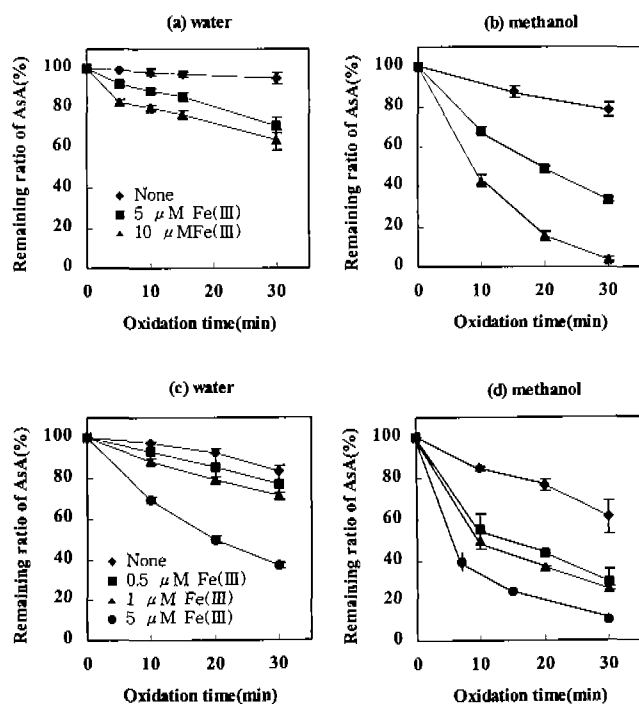 (a) water
Remaining ratio of AsA(%)
100
80
60
40
20
0
None
5 μM Fe(III)
10 μMFe(III)
0 10 20 30
Oxidation time(min)
(b) methanol
Remaining ratio of AsA(%)
100
80
60
40
20
0
0 10 20 30
Oxidation time(min)
(c) water
Remaining ratio of AsA(%)
100
80
60
40
20
0
None
0.5 μM Fe(III)
1 μM Fe(III)
5 μM Fe(III)
0 10 20 30
Oxidation time(min)
(d) methanol
Remaining ratio of AsA(%)
100
80
60
40
20
0
0 10 20 30
Oxidation time(min)